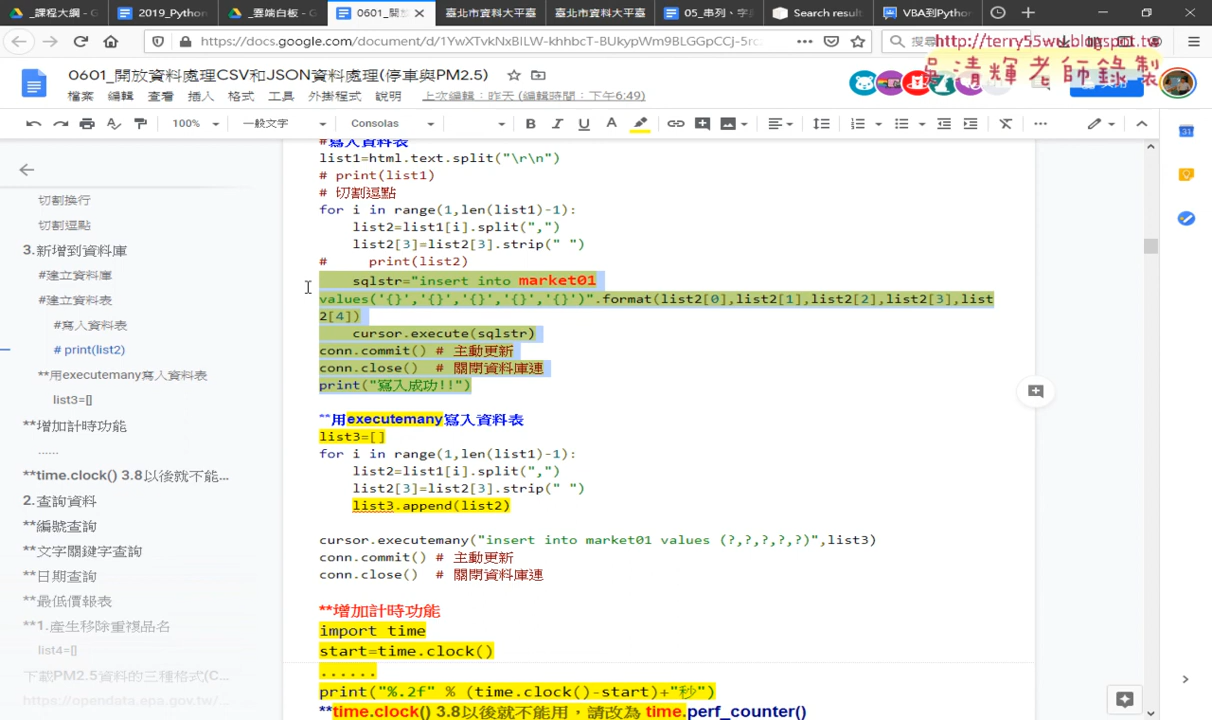 _課程大綱 - G
2019_Python
_雲端白板 - G
0601_開放
臺北市資料大平臺
臺北市資料大平臺
05_串列、字
Search result
VBA到Python
https://docs.google.com/document/d/1YwXTvkNxBILW-khhbcT-BUkypWm9BLGGpCCj-5rc
http://terry55wu.blogspot.tw
吳清輝老師錄製
0601_開放資料處理CSV和JSON資料處理(停車與PM2.5)
檔案 編輯 查看 插入 格式 工具 外掛程式 說明 上次編輯：昨天 (編輯時間：下午6:49)
100% 一般文字 Consolas
切割換行
切割逗點
3.新增到資料庫
#建立資料庫
#建立資料表
#寫入資料表
# print(list2)
**用executemany寫入資料表
list3=[]
**增加計時功能
......
**time.clock() 3.8以後就不能...
2.查詢資料
**編號查詢
**文字關鍵字查詢
**日期查詢
**最低價報表
**1.產生移除重複品名
list4=[]
下載PM2.5資料的三種格式(C...
https://opendata.epa.gov.tw/...
#寫入資料表
list1=html.text.split("\r\n")
# print(list1)
# 切割逗點
for i in range(1,len(list1)-1):
list2=list1[i].split(",")
list2[3]=list2[3].strip(" ")
# print(list2)
sqlstr="insert into market01
values('{}','{}','{}','{}','{}')".format(list2[0],list2[1],list2[2],list2[3],list
2[4])
cursor.execute(sqlstr)
conn.commit() # 主動更新
conn.close() # 關閉資料庫連
print("寫入成功!!")
**用executemany寫入資料表
list3=[]
for i in range(1,len(list1)-1):
list2=list1[i].split(",")
list2[3]=list2[3].strip(" ")
list3.append(list2)
cursor.executemany("insert into market01 values (?,?,?,?,?)",list3)
conn.commit() # 主動更新
conn.close() # 關閉資料庫連
**增加計時功能
import time
start=time.clock()
......
print("%.2f" % (time.clock()-start)+"秒")
**time.clock() 3.8以後就不能用，請改為 time.perf_counter()